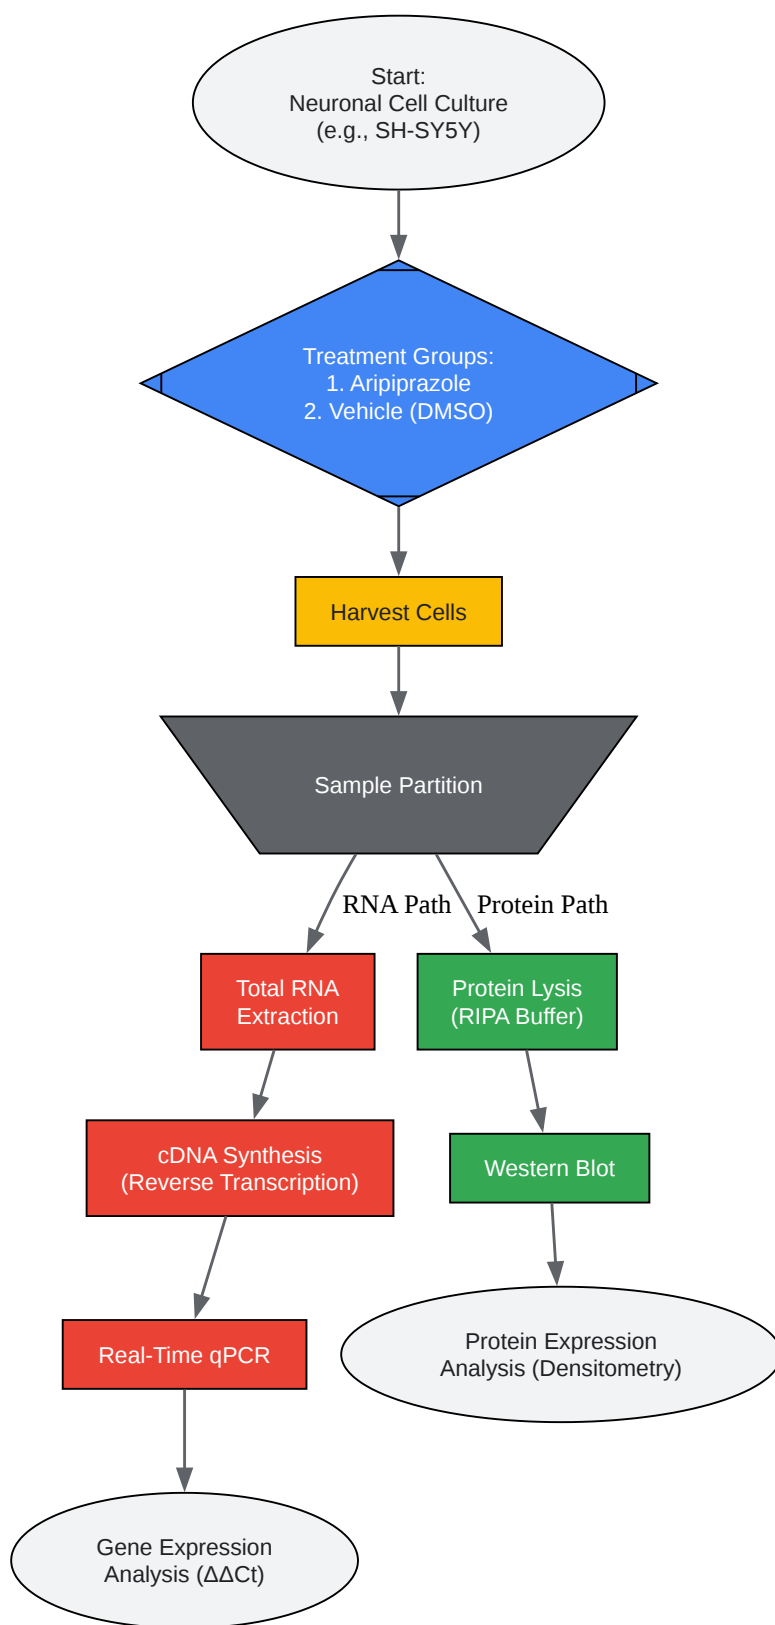 Start:
Neuronal Cell Culture
(e.g., SH-SY5Y)
Treatment Groups:
1. Aripiprazole
2. Vehicle (DMSO)
Harvest Cells
Sample Partition
RNA Path
Protein Path
Total RNA
Extraction
Protein Lysis
(RIPA Buffer)
cDNA Synthesis
(Reverse Transcription)
Western Blot
Real-Time qPCR
Protein Expression
Analysis (Densitometry)
Gene Expression
Analysis (ΔΔCt)